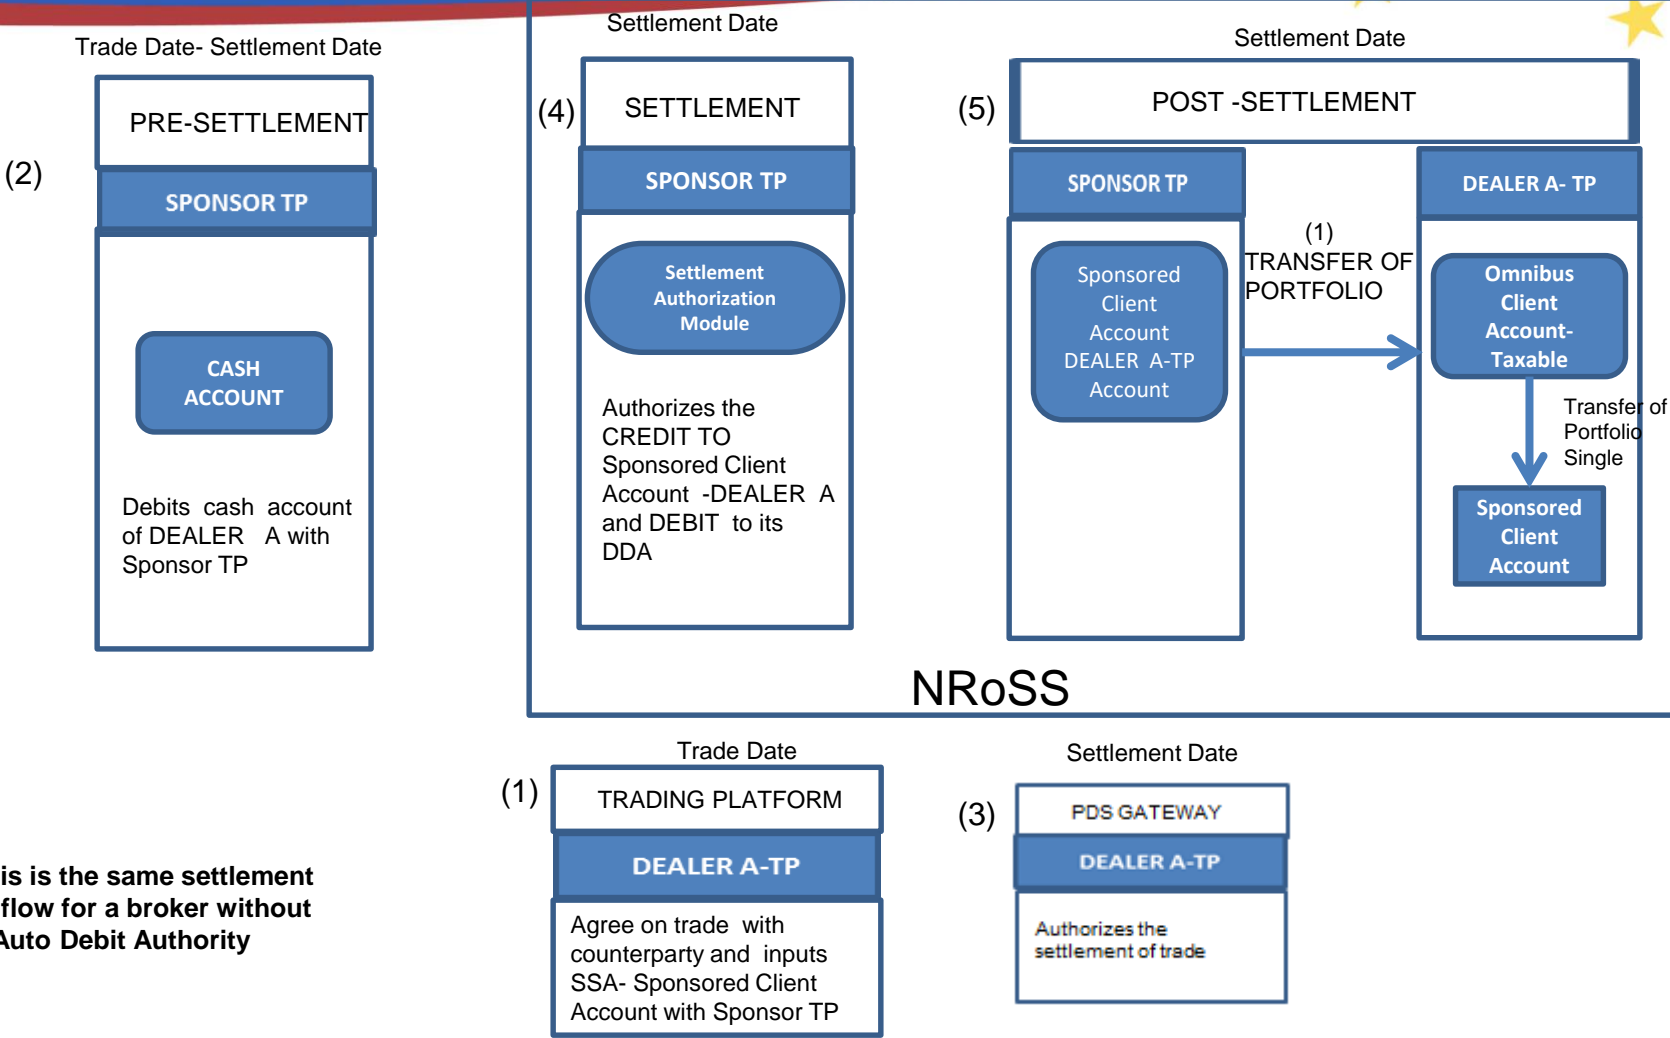 Trade Date- Settlement Date
(2)
PRE-SETTLEMENT
SPONSOR TP
CASH
ACCOUNT
Debits cash account
of DEALER A with
Sponsor TP
Settlement Date
(4)
SETTLEMENT
SPONSOR TP
Settlement
Authorization
Module
Authorizes the
CREDIT TO
Sponsored Client
Account -DEALER A
and DEBIT to its
DDA
Settlement Date
(5)
POST -SETTLEMENT
SPONSOR TP
Sponsored
Client
Account
DEALER A-TP
Account
(1)
TRANSFER OF
PORTFOLIO
DEALER A- TP
Omnibus
Client
Account-
Taxable
Transfer of
Portfolio
Single
Sponsored
Client
Account
NRoSS
Trade Date
(1)
TRADING PLATFORM
DEALER A-TP
Agree on trade with
counterparty and inputs
SSA- Sponsored Client
Account with Sponsor TP
Settlement Date
(3)
PDS GATEWAY
DEALER A-TP
Authorizes the
settlement of trade
is is the same settlement
flow for a broker without
Auto Debit Authority